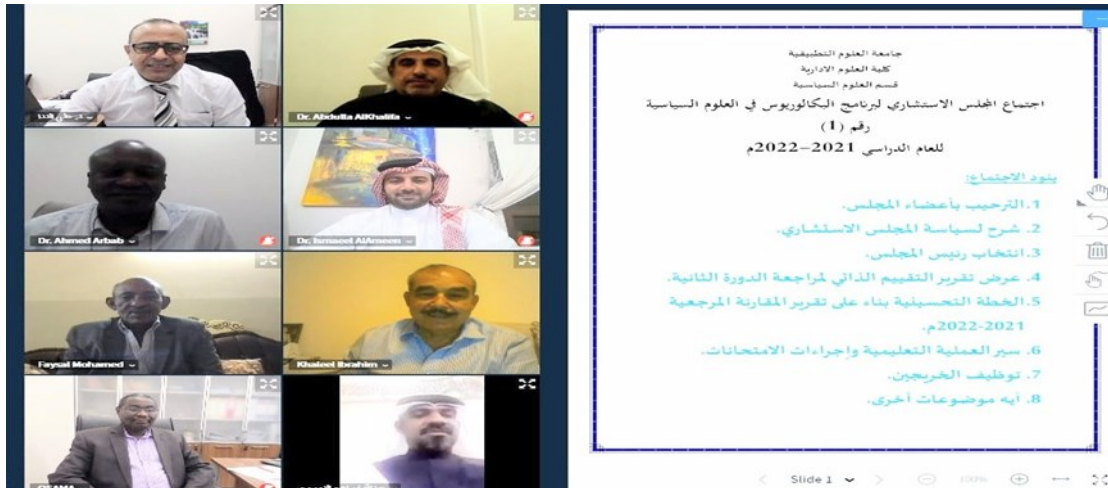 Dr. Abdulla AlKhalifa
Dr. Ahmed Arbab
Dr. Ismaeel AlAmeen
Faysal Mohamed
Khaleel Ibrahim
OSAMA
جامعة العلوم التطبيقية
كلية العلوم الادارية
قسم العلوم السياسية
اجتماع المجلس الاستشاري لبرنامج البكالوريوس في العلوم السياسية
رقم (1)
للعام الدراسي 2021-2022م
بنود الاجتماع:
1. الترحيب بأعضاء المجلس.
2. شرح لسياسة المجلس الاستشاري.
3. انتخاب رئيس المجلس.
4. عرض تقرير التقييم الذاتي لمراجعة الدورة الثانية.
5. الخطة التحسينية بناء على تقرير المقارنة المرجعية
2021-2022م.
6. سير العملية التعليمية وإجراءات الامتحانات.
7. توظيف الخريجين.
8. أيه موضوعات أخرى.
Slide 1
100%